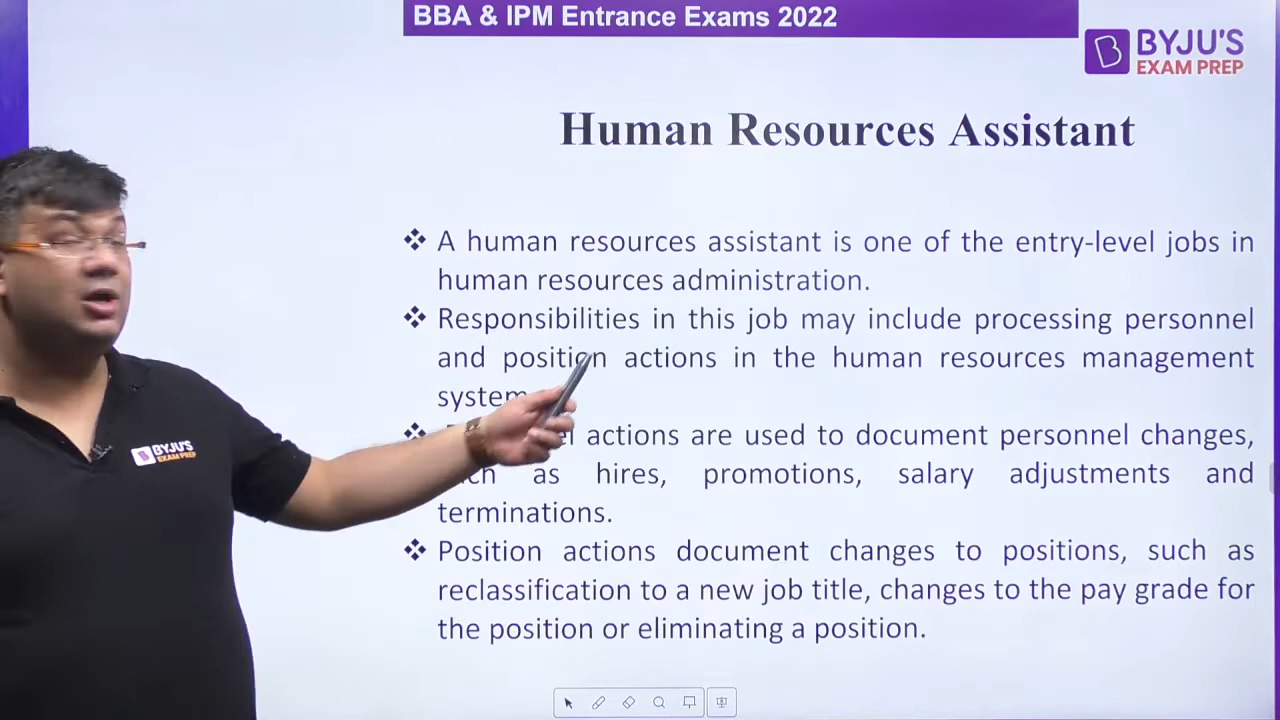 BBA & IPM Entrance Exams 2022
BYJU'S
EXAM PREP
Human Resources Assistant
❖ A human resources assistant is one of the entry-level jobs in
human resources administration.
❖ Responsibilities in this job may include processing personnel
and position actions in the human resources management
system
❖ actions are used to document personnel changes,
as hires, promotions, salary adjustments and
terminations.
❖ Position actions document changes to positions, such as
reclassification to a new job title, changes to the pay grade for
the position or eliminating a position.
BYJU'S
EXAM PREP